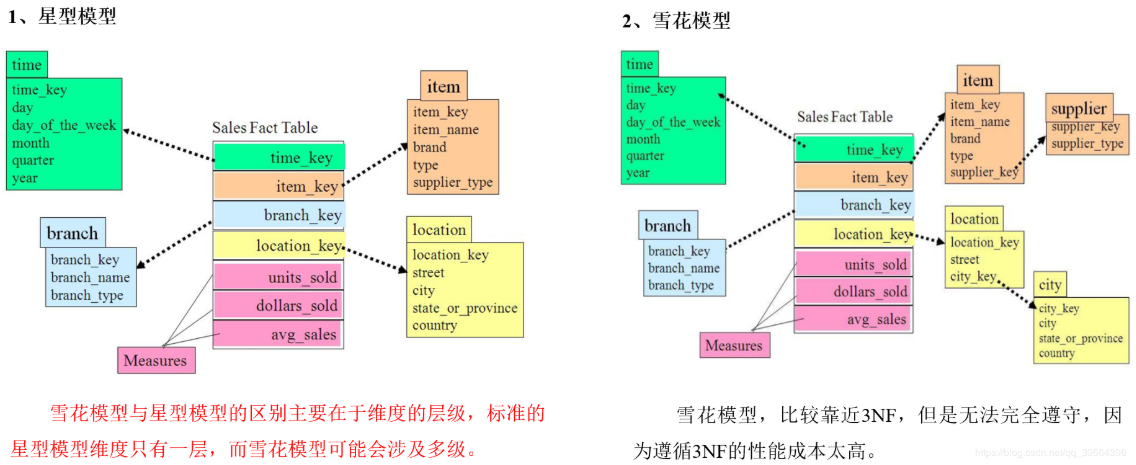 1、星型模型
time
time_key
day
day_of_the_week
month
quarter
year
item
item_key
item_name
brand
type
supplier_type
Sales Fact Table
time_key
item_key
branch_key
location_key
units_sold
dollars_sold
avg_sales
branch
branch_key
branch_name
branch_type
location
location_key
street
city
state_or_province
country
Measures
雪花模型与星型模型的区别主要在于维度的层级，标准的
星型模型维度只有一层，而雪花模型可能会涉及多级。
2、雪花模型
time
time_key
day
day_of_the_week
month
quarter
year
item
item_key
item_name
brand
type
supplier_key
supplier
supplier_key
supplier_type
Sales Fact Table
time_key
item_key
branch_key
location_key
units_sold
dollars_sold
avg_sales
branch
branch_key
branch_name
branch_type
location
location_key
street
city_key
city
city_key
city
state_or_province
country
Measures
雪花模型，比较靠近3NF，但是无法完全遵守，因
为遵循3NF的性能成本太高。